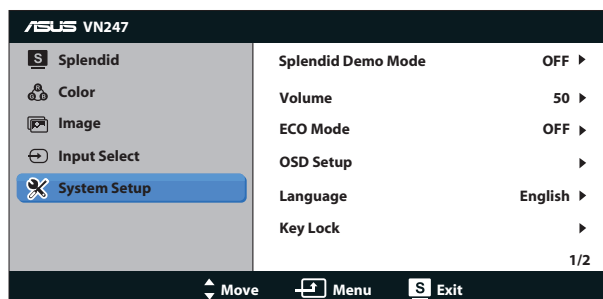 ASUS VN247
S Splendid
Color
Image
Input Select
System Setup
Splendid Demo Mode OFF
Volume 50
ECO Mode OFF
OSD Setup
Language English
Key Lock
1/2
Move Menu S Exit